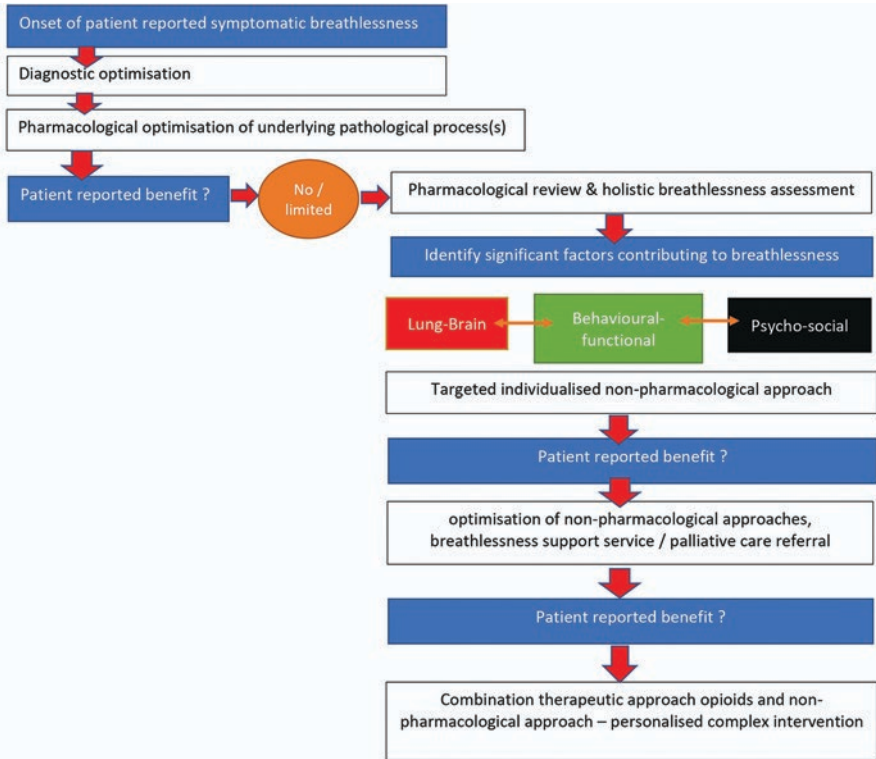 Onset of patient reported symptomatic breathlessness
Diagnostic optimisation
Pharmacological optimisation of underlying pathological process(s)
Patient reported benefit ?
No /
limited
Pharmacological review & holistic breathlessness assessment
Identify significant factors contributing to breathlessness
Lung-Brain
Behavioural-
functional
Psycho-social
Targeted individualised non-pharmacological approach
Patient reported benefit ?
optimisation of non-pharmacological approaches,
breathlessness support service / palliative care referral
Patient reported benefit ?
Combination therapeutic approach opioids and non-
pharmacological approach – personalised complex intervention